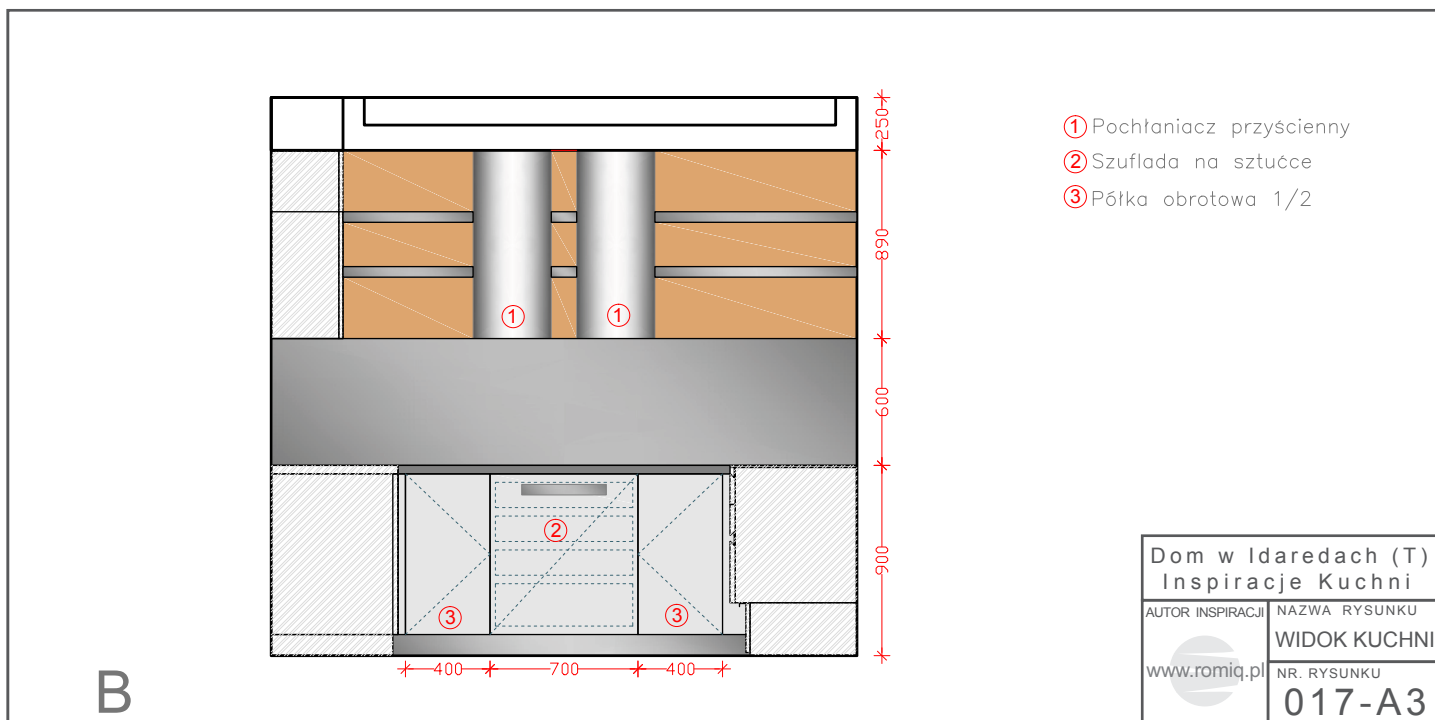 ① Pochłaniacz przyścienny
② Szuflada na sztućce
③ Półka obrotowa 1/2
250
890
1
1
600
2
900
3
3
400
700
400
B
Dom w Idaredach (T)
Inspiracje Kuchni
AUTOR INSPIRACJI
www.romiq.pl
NAZWA RYSUNKU
WIDOK KUCHNI
NR. RYSUNKU
017-A3